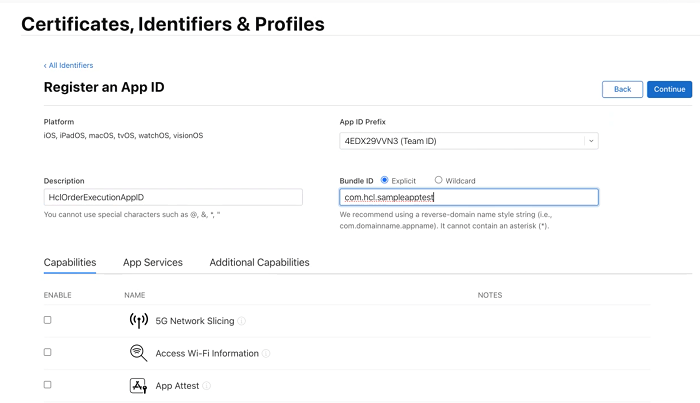 Certificates, Identifiers & Profiles
‹ All Identifiers
Register an App ID
Back
Continue
Platform
iOS, iPadOS, macOS, tvOS, watchOS, visionOS
App ID Prefix
4EDX29VVN3 (Team ID)
Description
HclOrderExecutionAppID
You cannot use special characters such as @, &, *, "
Bundle ID Explicit Wildcard
com.hcl.sampleapptest
We recommend using a reverse-domain name style string (i.e.,
com.domainname.appname). It cannot contain an asterisk (*).
Capabilities App Services Additional Capabilities
ENABLE NAME NOTES
5G Network Slicing
Access Wi-Fi Information
App Attest